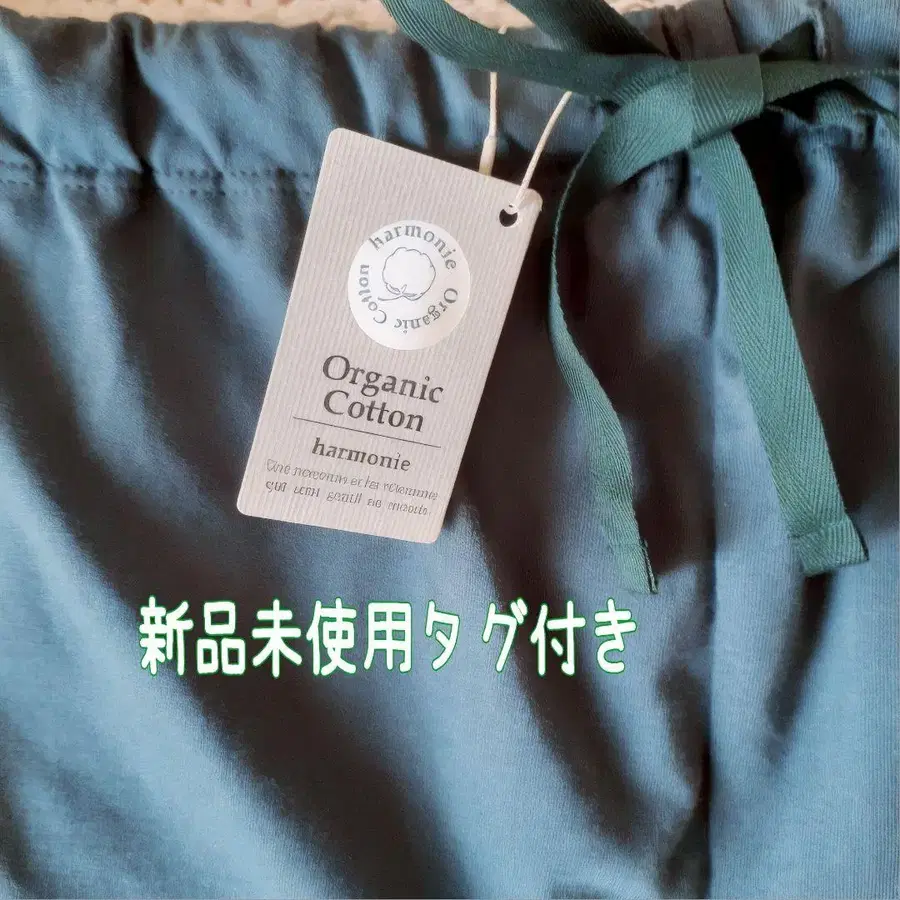 harmonie Organic Cotton
Organic
Cotton
harmonie
新品未使用タグ付き